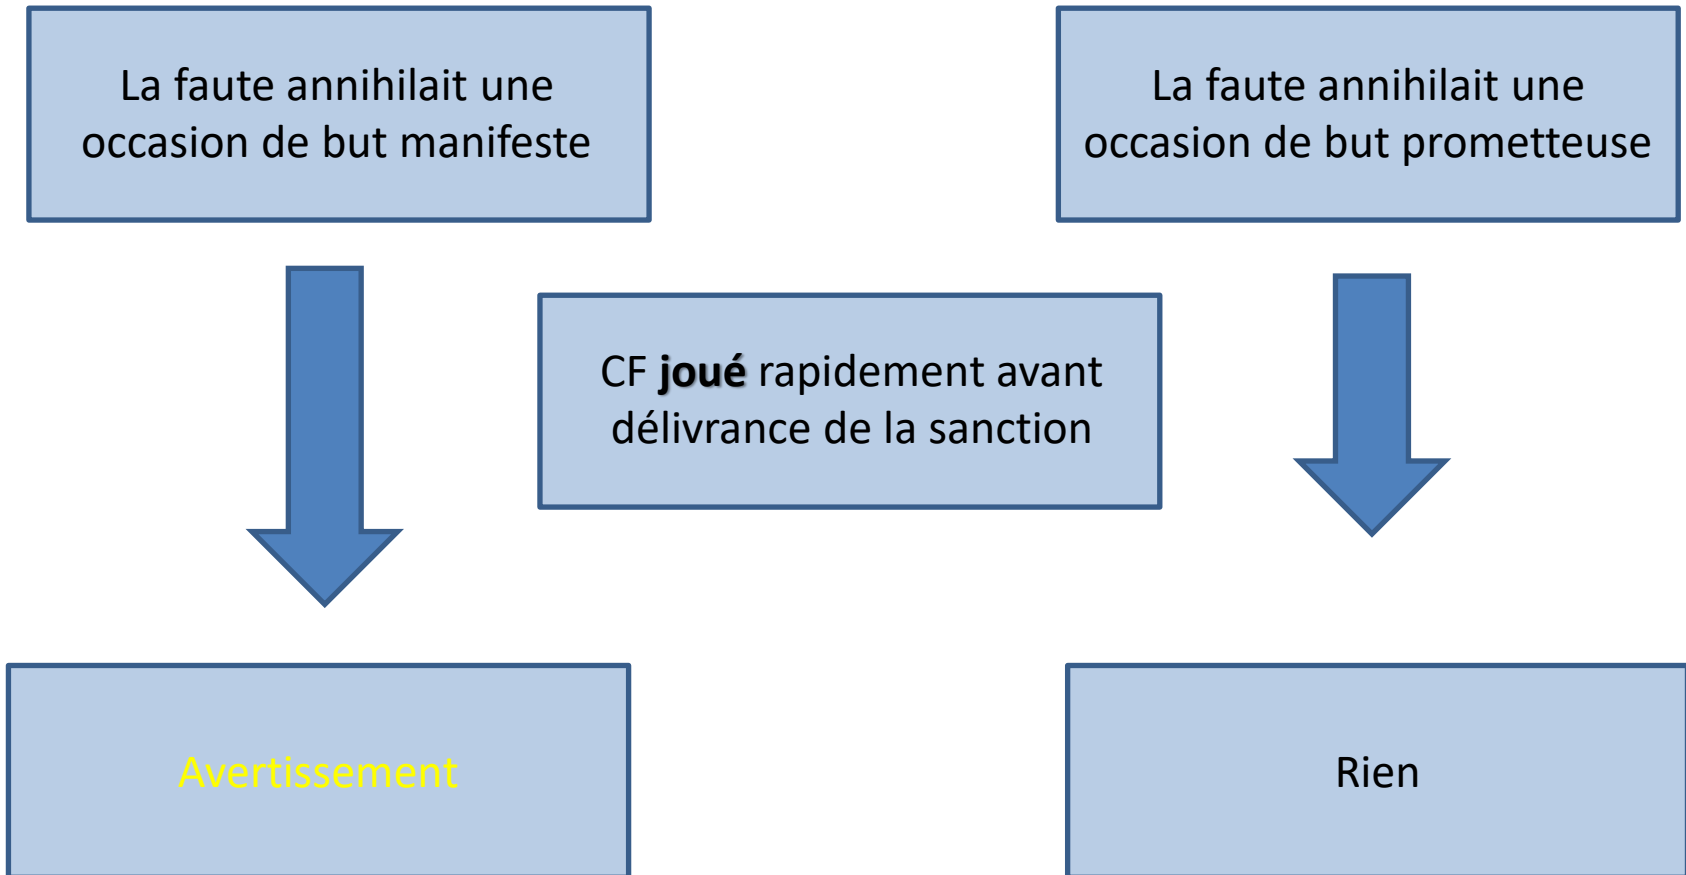 La faute annihilait une
occasion de but manifeste
La faute annihilait une
occasion de but prometteuse
CF joué rapidement avant
délivrance de la sanction
Avertissement
Rien